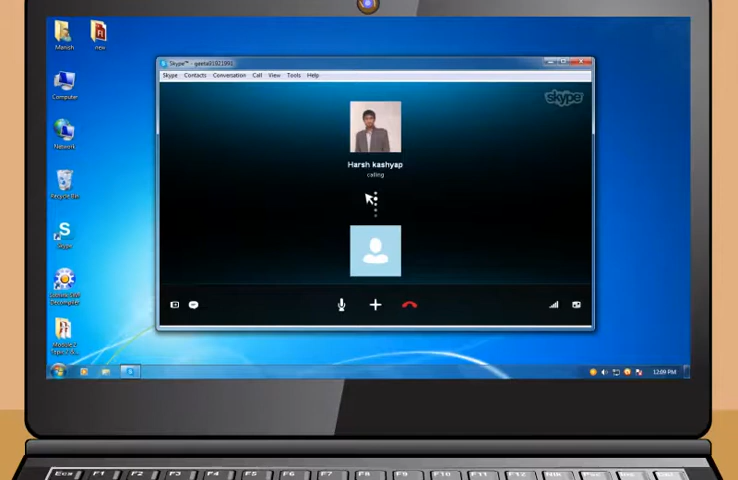 Manish
new
Computer
Network
Recycle Bin
Skype
Skype™ - geetali1921991
Skype Contacts Conversation Call View Tools Help
skype
Harsh kashyap
calling
12:09 PM
Esc F1 F2 F3 F4 F5 F6 F7 F8 F9 F10 F11 F12